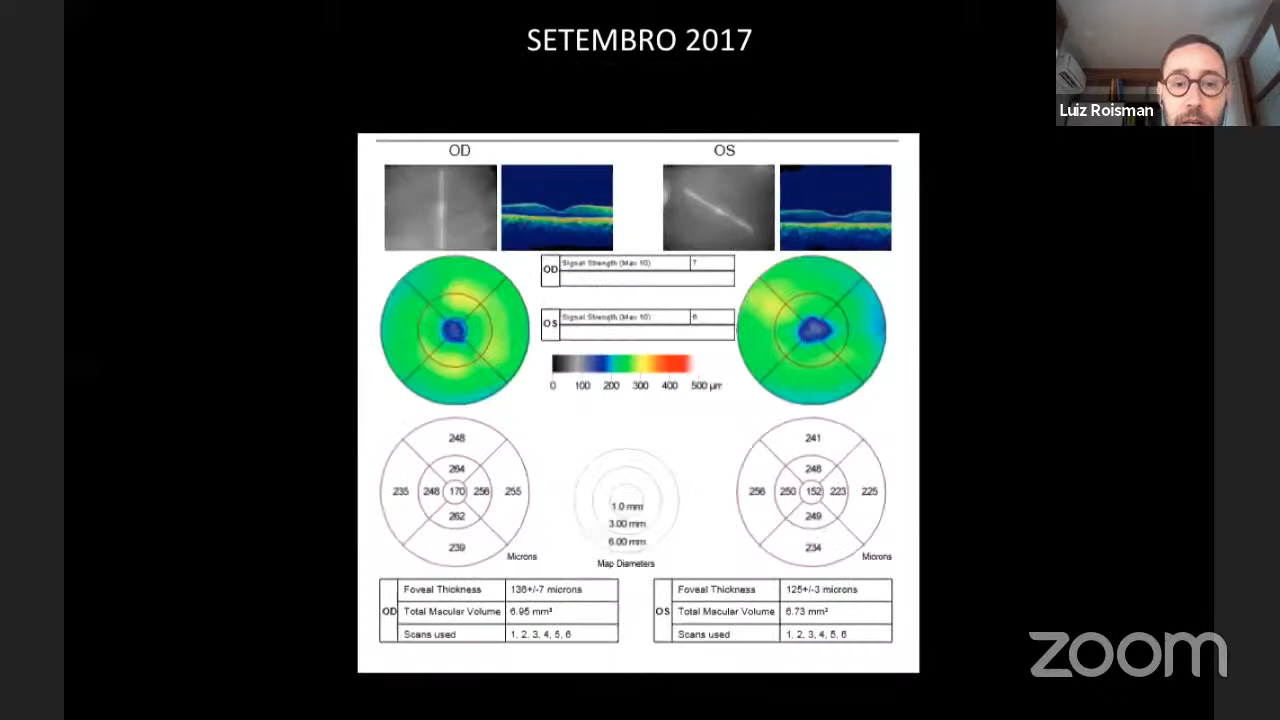 SETEMBRO 2017
Luiz Roisman
OD OS
OD Signal Strength (Max 10) 7
OS Signal Strength (Max 10) 6
0 100 200 300 400 500 µm
248
264
235 248 170 256 255
262
239
Microns
1.0 mm
3.00 mm
6.00 mm
Map Diameters
241
248
256 250 152 223 225
249
234
Microns
Foveal Thickness 136+/-7 microns
OD Total Macular Volume 6.95 mm³
Scans used 1, 2, 3, 4, 5, 6
Foveal Thickness 125+/-3 microns
OS Total Macular Volume 6.73 mm³
Scans used 1, 2, 3, 4, 5, 6
zoom